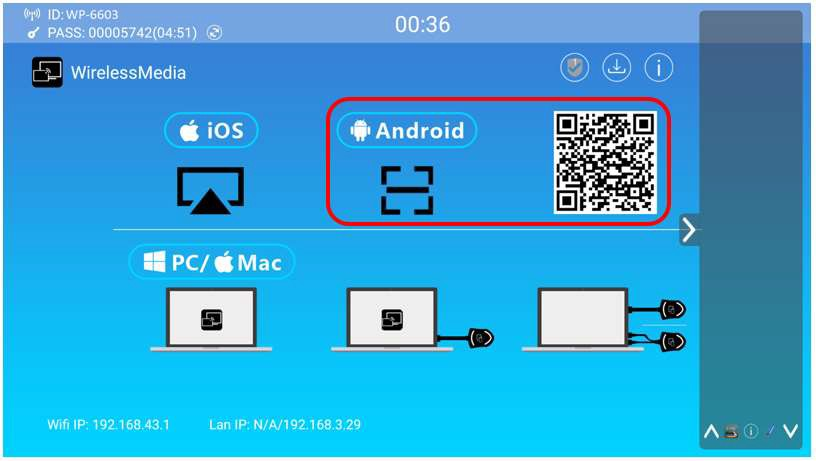 ID: WP-6603
PASS: 00005742(04:51)
00:36
WirelessMedia
iOS
Android
PC/ Mac
Wifi IP: 192.168.43.1
Lan IP: N/A/192.168.3.29